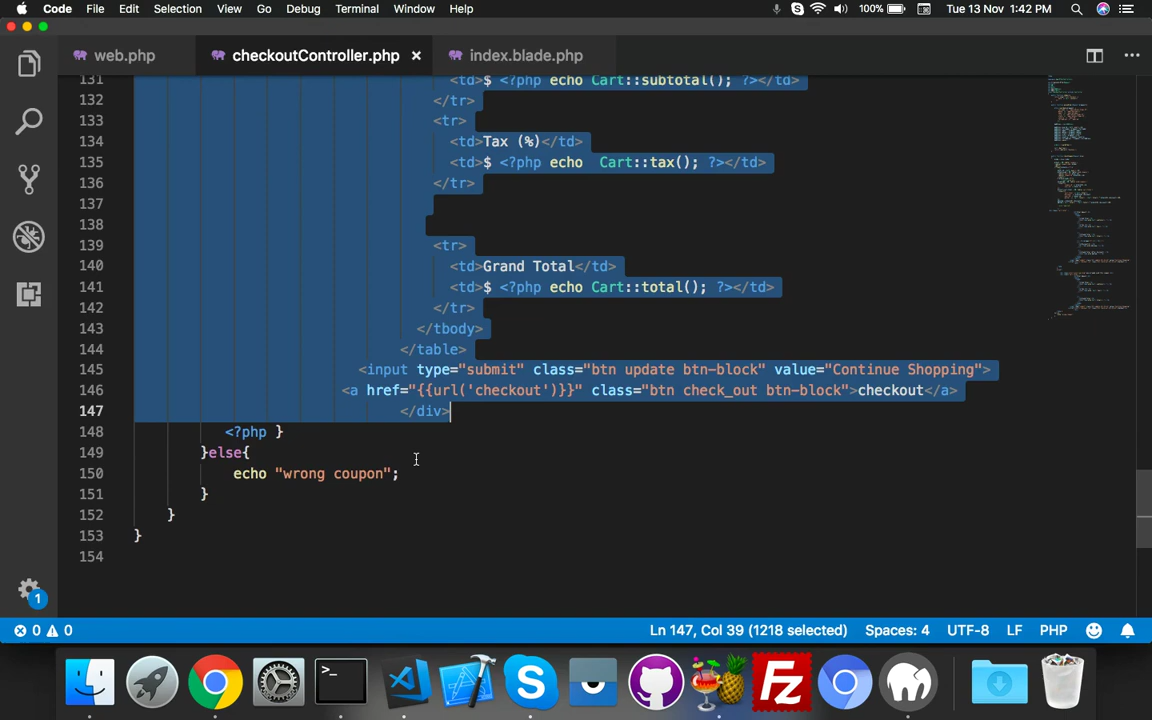 Code File Edit Selection View Go Debug Terminal Window Help 100% Tue 13 Nov 1:42 PM
web.php checkoutController.php index.blade.php
131 <td>$ <?php echo Cart::subtotal(); ?></td>
132 </tr>
133 <tr>
134 <td>Tax (%)</td>
135 <td>$ <?php echo  Cart::tax(); ?></td>
136 </tr>
137
138
139 <tr>
140 <td>Grand Total</td>
141 <td>$ <?php echo Cart::total(); ?></td>
142 </tr>
143 </tbody>
144 </table>
145 <input type="submit" class="btn update btn-block" value="Continue Shopping">
146 <a href="{{url('checkout')}}" class="btn check_out btn-block">checkout</a>
147 </div>
148 <?php }
149 }else{
150 echo "wrong coupon";
151 }
152 }
153 }
154
1
0 0 Ln 147, Col 39 (1218 selected) Spaces: 4 UTF-8 LF PHP
>_ S Fz